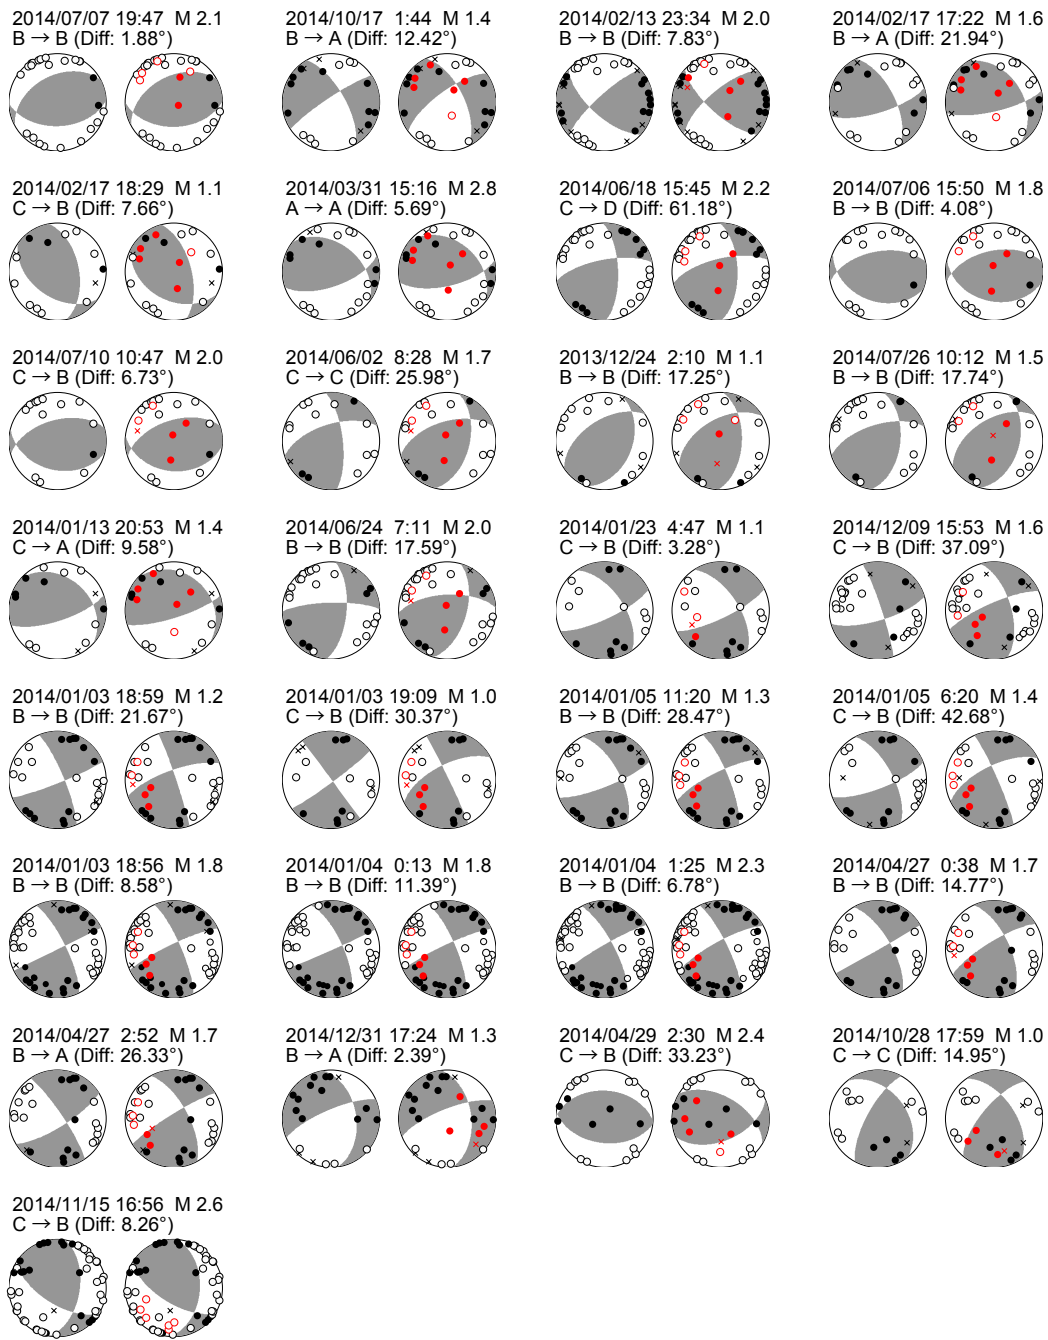 2014/07/07 19:47 M 2.1
B → B (Diff: 1.88°)
2014/10/17 1:44 M 1.4
B → A (Diff: 12.42°)
2014/02/13 23:34 M 2.0
B → B (Diff: 7.83°)
2014/02/17 17:22 M 1.6
B → A (Diff: 21.94°)
2014/02/17 18:29 M 1.1
C → B (Diff: 7.66°)
2014/03/31 15:16 M 2.8
A → A (Diff: 5.69°)
2014/06/18 15:45 M 2.2
C → D (Diff: 61.18°)
2014/07/06 15:50 M 1.8
B → B (Diff: 4.08°)
2014/07/10 10:47 M 2.0
C → B (Diff: 6.73°)
2014/06/02 8:28 M 1.7
C → C (Diff: 25.98°)
2013/12/24 2:10 M 1.1
B → B (Diff: 17.25°)
2014/07/26 10:12 M 1.5
B → B (Diff: 17.74°)
2014/01/13 20:53 M 1.4
C → A (Diff: 9.58°)
2014/06/24 7:11 M 2.0
B → B (Diff: 17.59°)
2014/01/23 4:47 M 1.1
C → B (Diff: 3.28°)
2014/12/09 15:53 M 1.6
C → B (Diff: 37.09°)
2014/01/03 18:59 M 1.2
B → B (Diff: 21.67°)
2014/01/03 19:09 M 1.0
C → B (Diff: 30.37°)
2014/01/05 11:20 M 1.3
B → B (Diff: 28.47°)
2014/01/05 6:20 M 1.4
C → B (Diff: 42.68°)
2014/01/03 18:56 M 1.8
B → B (Diff: 8.58°)
2014/01/04 0:13 M 1.8
B → B (Diff: 11.39°)
2014/01/04 1:25 M 2.3
B → B (Diff: 6.78°)
2014/04/27 0:38 M 1.7
B → B (Diff: 14.77°)
2014/04/27 2:52 M 1.7
B → A (Diff: 26.33°)
2014/12/31 17:24 M 1.3
B → A (Diff: 2.39°)
2014/04/29 2:30 M 2.4
C → B (Diff: 33.23°)
2014/10/28 17:59 M 1.0
C → C (Diff: 14.95°)
2014/11/15 16:56 M 2.6
C → B (Diff: 8.26°)